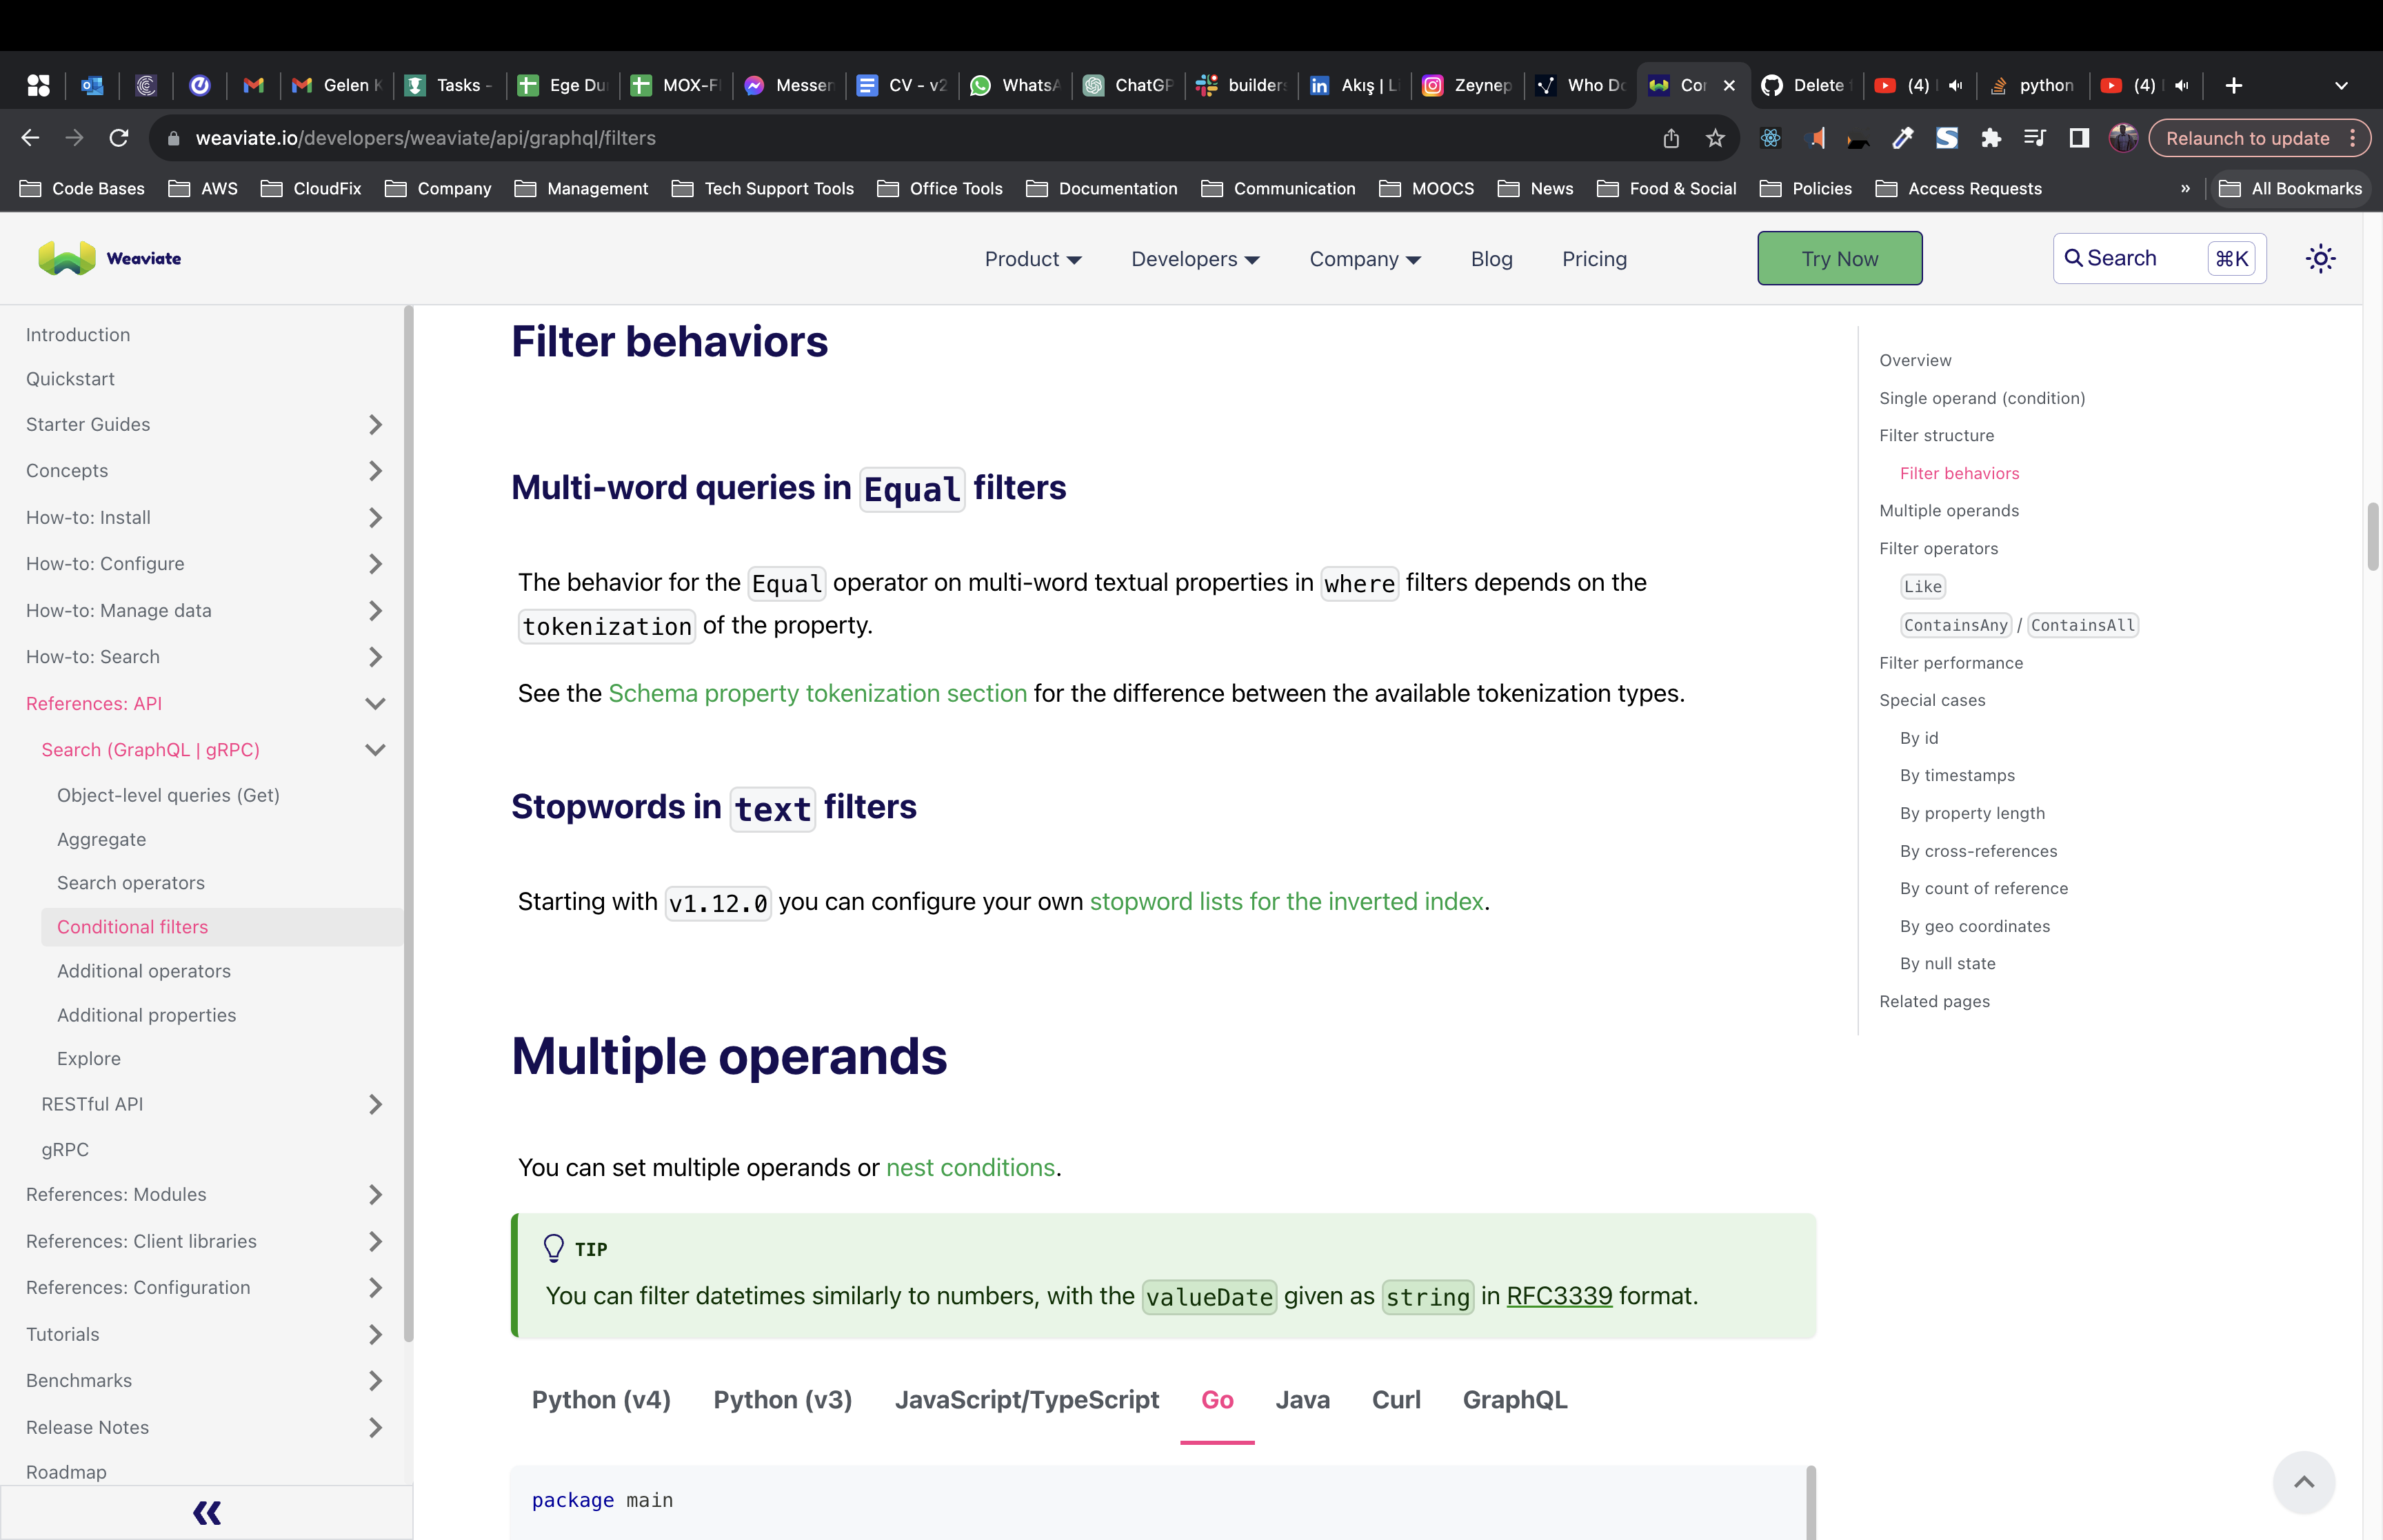 Gelen K
Tasks -
Ege Du
MOX-F
Messen
CV - v2
WhatsA
ChatGP
builders
Akış | L
Zeynep
Who Do
Cor
Delete
(4)
python
(4)
weaviate.io/developers/weaviate/api/graphql/filters
Relaunch to update
Code Bases
AWS
CloudFix
Company
Management
Tech Support Tools
Office Tools
Documentation
Communication
MOOCS
News
Food & Social
Policies
Access Requests
»
All Bookmarks
Weaviate
Product
Developers
Company
Blog
Pricing
Try Now
Search
⌘K
Introduction
Quickstart
Starter Guides
Concepts
How-to: Install
How-to: Configure
How-to: Manage data
How-to: Search
References: API
Search (GraphQL | gRPC)
Object-level queries (Get)
Aggregate
Search operators
Conditional filters
Additional operators
Additional properties
Explore
RESTful API
gRPC
References: Modules
References: Client libraries
References: Configuration
Tutorials
Benchmarks
Release Notes
Roadmap
Filter behaviors
Multi-word queries in Equal filters
The behavior for the Equal operator on multi-word textual properties in where filters depends on the
tokenization of the property.
See the Schema property tokenization section for the difference between the available tokenization types.
Stopwords in text filters
Starting with v1.12.0 you can configure your own stopword lists for the inverted index.
Multiple operands
You can set multiple operands or nest conditions.
TIP
You can filter datetimes similarly to numbers, with the valueDate given as string in RFC3339 format.
Python (v4)
Python (v3)
JavaScript/TypeScript
Go
Java
Curl
GraphQL
package main
Overview
Single operand (condition)
Filter structure
Filter behaviors
Multiple operands
Filter operators
Like
ContainsAny / ContainsAll
Filter performance
Special cases
By id
By timestamps
By property length
By cross-references
By count of reference
By geo coordinates
By null state
Related pages